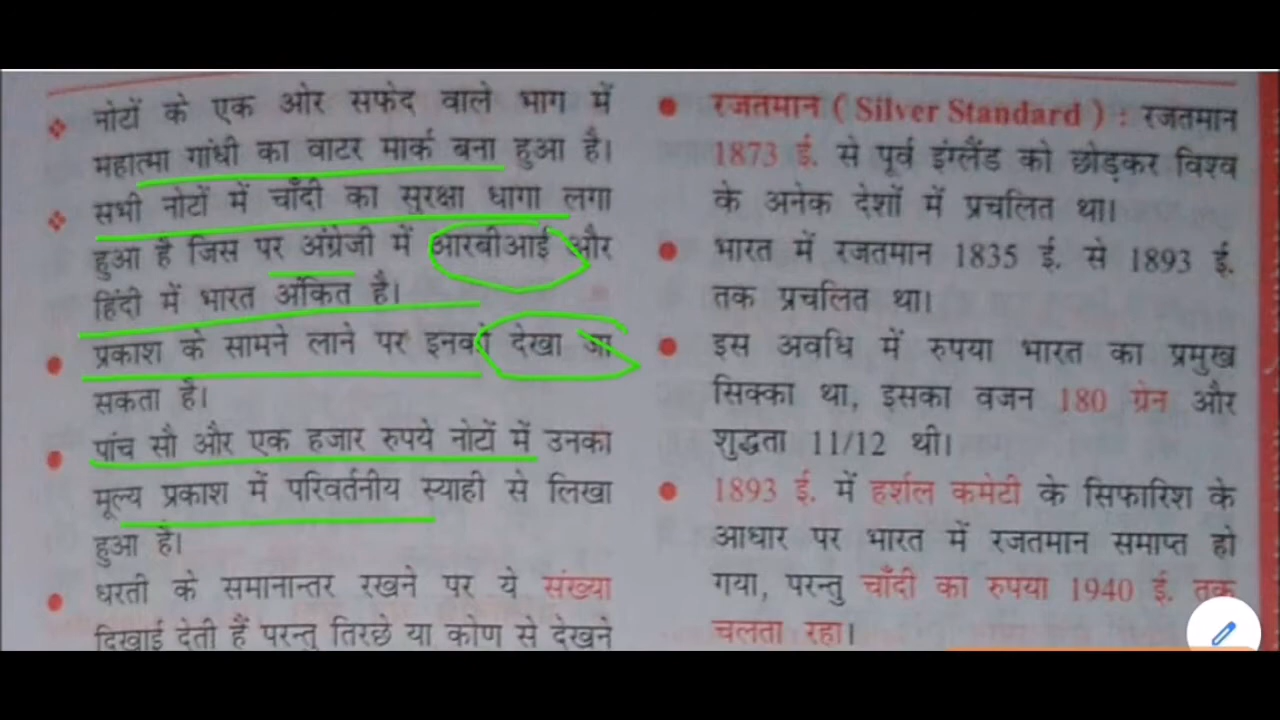 नोटों के एक ओर सफेद वाले भाग में
महात्मा गांधी का वाटर मार्क बना हुआ है।
सभी नोटों में चाँदी का सुरक्षा धागा लगा
हुआ है जिस पर अंग्रेजी में आरबीआई और
हिंदी में भारत अंकित है।
प्रकाश के सामने लाने पर इनको देखा जा
सकता है।
पांच सौ और एक हजार रुपये नोटों में उनका
मूल्य प्रकाश में परिवर्तनीय स्याही से लिखा
हुआ है।
धरती के समानान्तर रखने पर ये संख्या
दिखाई देती हैं परन्तु तिरछे या कोण से देखने
रजतमान ( Silver Standard ) : रजतमान
1873 ई. से पूर्व इंग्लैंड को छोड़कर विश्व
के अनेक देशों में प्रचलित था।
भारत में रजतमान 1835 ई. से 1893 ई.
तक प्रचलित था।
इस अवधि में रुपया भारत का प्रमुख
सिक्का था, इसका वजन 180 ग्रेन और
शुद्धता 11/12 थी।
1893 ई. में हर्शल कमेटी के सिफारिश के
आधार पर भारत में रजतमान समाप्त हो
गया, परन्तु चाँदी का रुपया 1940 ई. तक
चलता रहा।